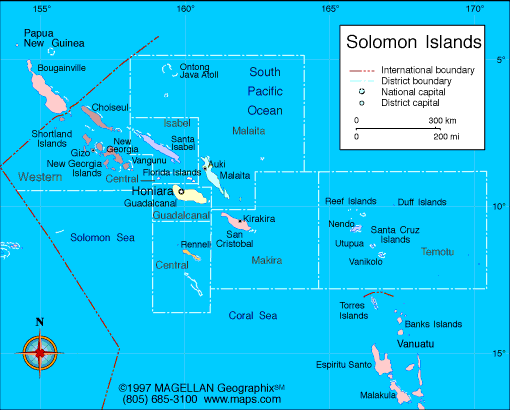 155°
160°
165°
170°
Papua
New Guinea
Bougainville
Ontong
Java Atoll
South
Pacific
Ocean
Solomon Islands
International boundary
District boundary
National capital
District capital
0 300 km
0 200 mi
5°
Choiseul
Isabel
Malaita
Shortland
Islands
New
Georgia
Santa
Isabel
Gizo
Vangunu
Auki
New Georgia
Islands
Florida Islands
Malaita
Western
Central
Honiara
Guadalcanal
Guadalcanal
Kirakira
Reef Islands
Duff Islands
10°
Nendo
Santa Cruz
Islands
Utupua
Temotu
Vanikolo
Solomon Sea
San
Cristobal
Rennell
Central
Makira
Coral Sea
Torres
Islands
Banks Islands
Vanuatu
15°
Espiritu Santo
Malakula
N
©1997 MAGELLAN Geographix℠
(805) 685-3100 www.maps.com